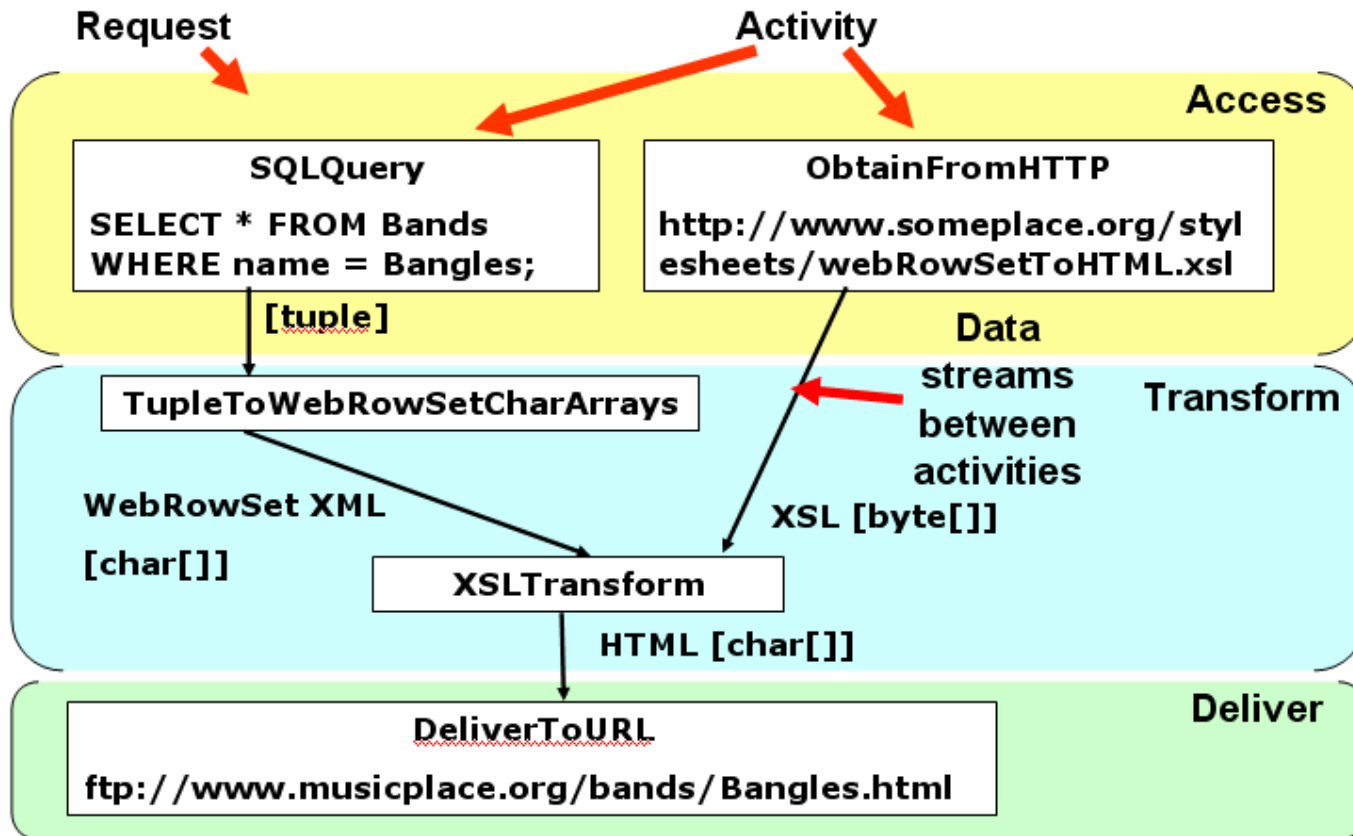 Request
Activity
Access
SQLQuery
SELECT * FROM Bands
WHERE name = Bangles;
ObtainFromHTTP
http://www.someplace.org/styl
esheets/webRowSetToHTML.xsl
[tuple]
Data
streams
between
activities
Transform
TupleToWebRowSetCharArrays
WebRowSet XML
[char[]]
XSL [byte[]]
XSLTransform
HTML [char[]]
Deliver
DeliverToURL
ftp://www.musicplace.org/bands/Bangles.html